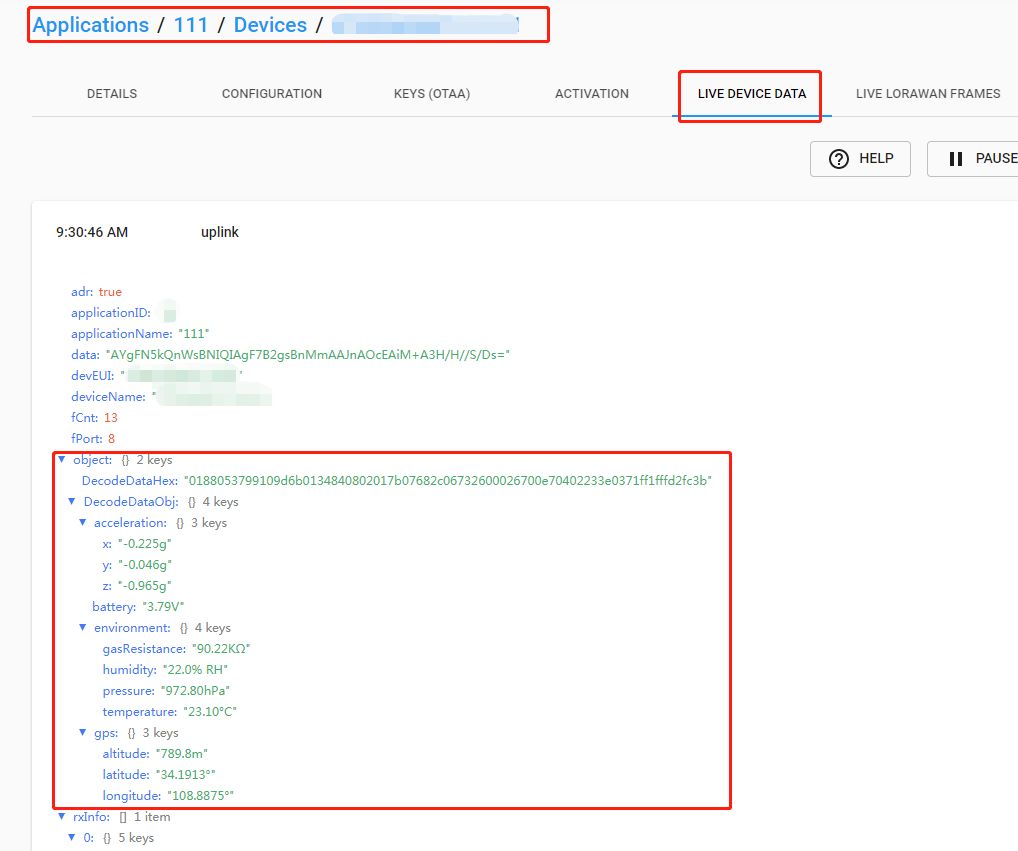 Applications / 111 / Devices /
DETAILS CONFIGURATION KEYS (OTAA) ACTIVATION LIVE DEVICE DATA LIVE LORAWAN FRAMES
HELP PAUSE
9:30:46 AM uplink
adr: true
applicationID:
applicationName: "111"
data: "AYgFN5kQnWsBNIQIAgF7B2gsBnMmAAJnAOcEAiM+A3H/H//S/Ds="
devEUI: "
deviceName: "
fCnt: 13
fPort: 8
object: {} 2 keys
DecodeDataHex: "0188053799109d6b0134840802017b07682c06732600026700e70402233e0371ff1fffd2fc3b"
DecodeDataObj: {} 4 keys
acceleration: {} 3 keys
x: "-0.225g"
y: "-0.046g"
z: "-0.965g"
battery: "3.79V"
environment: {} 4 keys
gasResistance: "90.22KΩ"
humidity: "22.0% RH"
pressure: "972.80hPa"
temperature: "23.10°C"
gps: {} 3 keys
altitude: "789.8m"
latitude: "34.1913°"
longitude: "108.8875°"
rxInfo: [] 1 item
0: {} 5 keys